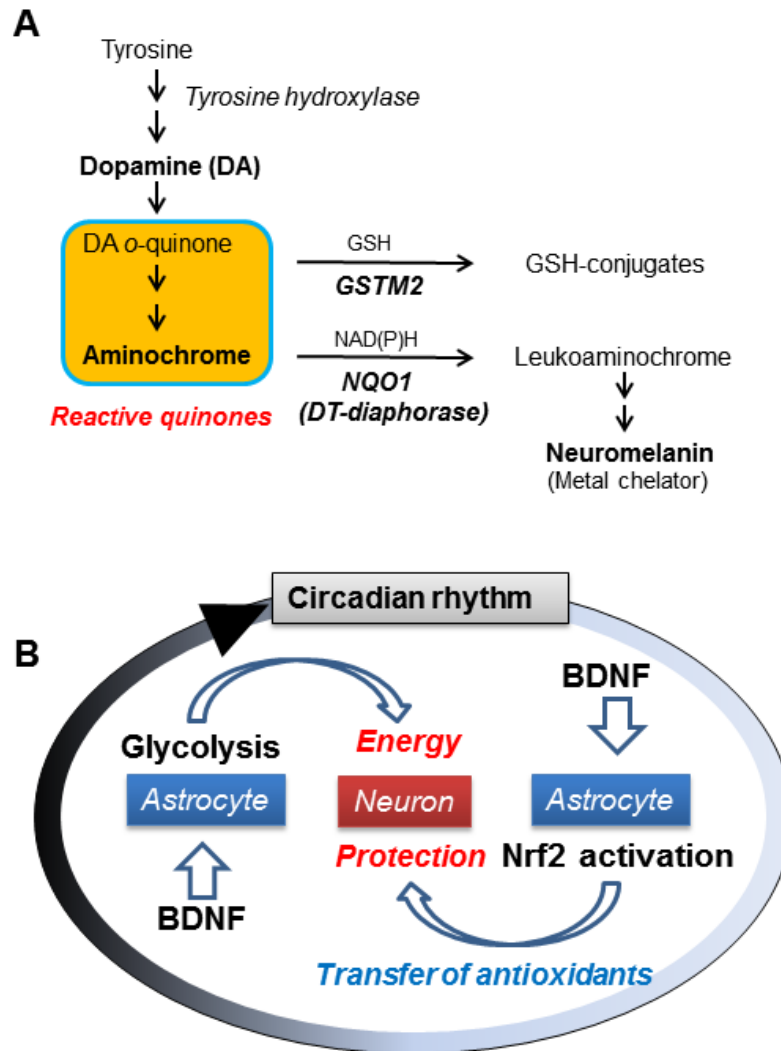 A
Tyrosine
Tyrosine hydroxylase
Dopamine (DA)
DA o-quinone
GSH
GSTM2
GSH-conjugates
Aminochrome
NAD(P)H
NQO1
(DT-diaphorase)
Leukoaminochrome
Reactive quinones
Neuromelanin
(Metal chelator)
Circadian rhythm
B
BDNF
Glycolysis
Energy
Astrocyte
Neuron
Astrocyte
Protection
Nrf2 activation
BDNF
Transfer of antioxidants